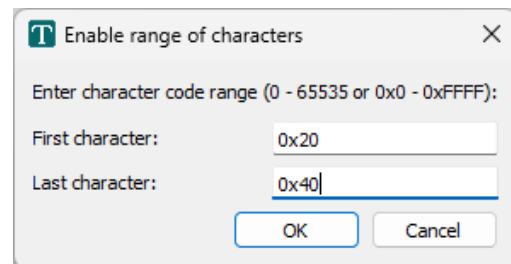 Enable range of characters
Enter character code range (0 - 65535 or 0x0 - 0xFFFF):
First character: 0x20
Last character: 0x40
OK Cancel